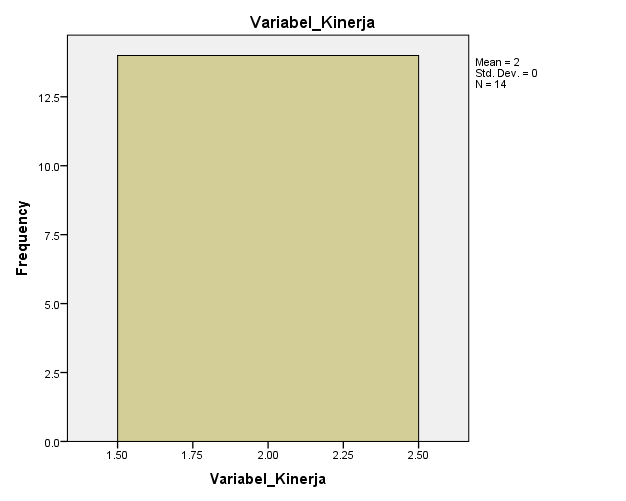 Variabel_Kinerja
Mean = 2
Std. Dev. = 0
N = 14
12.5
10.0
7.5
5.0
2.5
0.0
Frequency
1.50 1.75 2.00 2.25 2.50
Variabel_Kinerja